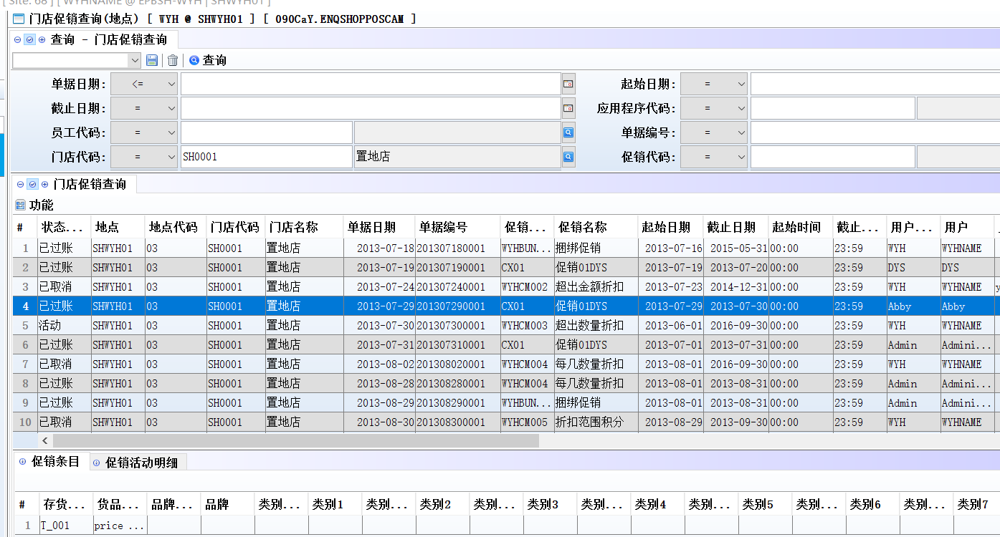 [ Site: 68 ] [ WYHNAME @ EPBSH-WYH | SHWYH01 ]
门店促销查询(地点) [ WYH @ SHWYH01 ] [ 090CaY.ENQSHOPPOSCAM ]
查询 - 门店促销查询
查询
单据日期: <= 起始日期: =
截止日期: = 应用程序代码: =
员工代码: = 单据编号: =
门店代码: = SH0001 置地店 促销代码: =
门店促销查询
功能
# 状态... 地点 地点代码 门店代码 门店名称 单据日期 单据编号 促销... 促销名称 起始日期 截止日期 起始时间 截止... 用户... 用户
1 已过账 SHWYH01 03 SH0001 置地店 2013-07-18 201307180001 WYHBUN... 捆绑促销 2013-07-16 2015-05-31 00:00 23:59 WYH WYHNAME
2 已过账 SHWYH01 03 SH0001 置地店 2013-07-19 201307190001 CX01 促销01DYS 2013-07-19 2013-07-20 00:00 23:59 DYS DYS
3 已取消 SHWYH01 03 SH0001 置地店 2013-07-24 201307240001 WYHCM002 超出金额折扣 2013-07-23 2014-12-31 00:00 23:59 WYH WYHNAME y
4 已过账 SHWYH01 03 SH0001 置地店 2013-07-29 201307290001 CX01 促销01DYS 2013-07-29 2013-07-30 00:00 23:59 Abby Abby
5 活动 SHWYH01 03 SH0001 置地店 2013-07-30 201307300001 WYHCM003 超出数量折扣 2013-06-01 2016-09-30 00:00 23:59 WYH WYHNAME
6 已过账 SHWYH01 03 SH0001 置地店 2013-07-31 201307310001 CX01 促销01DYS 2013-07-31 2013-07-31 00:00 23:59 Admin Admini...
7 已取消 SHWYH01 03 SH0001 置地店 2013-08-02 201308020001 WYHCM004 每几数量折扣 2013-08-01 2016-09-30 00:00 23:59 WYH WYHNAME
8 已过账 SHWYH01 03 SH0001 置地店 2013-08-28 201308280001 WYHCM004 每几数量折扣 2013-08-01 2013-08-31 00:00 23:59 Admin Admini...
9 已过账 SHWYH01 03 SH0001 置地店 2013-08-29 201308290001 WYHBUN... 捆绑促销 2013-08-01 2013-08-31 00:00 23:59 Admin Admini...
10 已取消 SHWYH01 03 SH0001 置地店 2013-08-30 201308300001 WYHCM005 折扣范围积分 2013-08-29 2013-09-30 00:00 23:59 WYH WYHNAME
促销条目 促销活动明细
# 存货... 货品... 品牌... 品牌 类别... 类别1 类别... 类别2 类别... 类别3 类别... 类别4 类别... 类别5 类别... 类别6 类别... 类别7
1 T_001 price ...